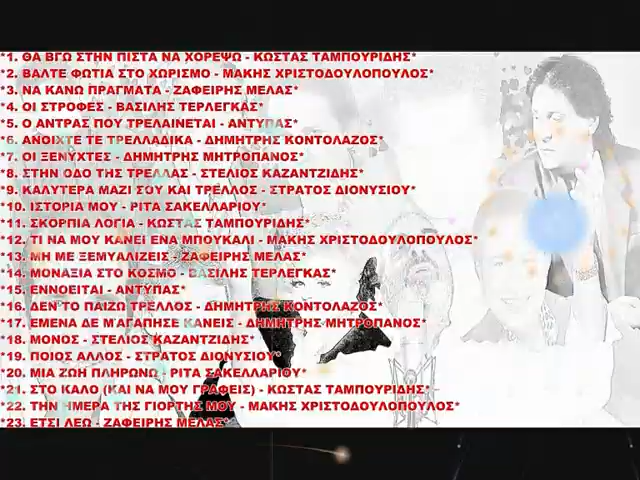 *1. ΘΑ ΒΓΩ ΣΤΗΝ ΠΙΣΤΑ ΝΑ ΧΟΡΕΨΩ - ΚΩΣΤΑΣ ΤΑΜΠΟΥΡΙΔΗΣ*
*2. ΒΑΛΤΕ ΦΩΤΙΑ ΣΤΟ ΧΩΡΙΣΜΟ - ΜΑΚΗΣ ΧΡΙΣΤΟΔΟΥΛΟΠΟΥΛΟΣ*
*3. ΝΑ ΚΑΝΩ ΠΡΑΓΜΑΤΑ - ΖΑΦΕΙΡΗΣ ΜΕΛΑΣ*
*4. ΟΙ ΣΤΡΟΦΕΣ - ΒΑΣΙΛΗΣ ΤΕΡΛΕΓΚΑΣ*
*5. Ο ΑΝΤΡΑΣ ΠΟΥ ΤΡΕΛΑΙΝΕΤΑΙ - ΑΝΤΥΠΑΣ*
*6. ΑΝΟΙΧΤΕ ΤΕ ΤΡΕΛΛΑΔΙΚΑ - ΔΗΜΗΤΡΗΣ ΚΟΝΤΟΛΑΖΟΣ*
*7. ΟΙ ΞΕΝΥΧΤΕΣ - ΔΗΜΗΤΡΗΣ ΜΗΤΡΟΠΑΝΟΣ*
*8. ΣΤΗΝ ΟΔΟ ΤΗΣ ΤΡΕΛΛΑΣ - ΣΤΕΛΙΟΣ ΚΑΖΑΝΤΖΙΔΗΣ*
*9. ΚΑΛΥΤΕΡΑ ΜΑΖΙ ΣΟΥ ΚΑΙ ΤΡΕΛΛΟΣ - ΣΤΡΑΤΟΣ ΔΙΟΝΥΣΙΟΥ*
*10. ΙΣΤΟΡΙΑ ΜΟΥ - ΡΙΤΑ ΣΑΚΕΛΛΑΡΙΟΥ*
*11. ΣΚΟΡΠΙΑ ΛΟΓΙΑ - ΚΩΣΤΑΣ ΤΑΜΠΟΥΡΙΔΗΣ*
*12. ΤΙ ΝΑ ΜΟΥ ΚΑΝΕΙ ΕΝΑ ΜΠΟΥΚΑΛΙ - ΜΑΚΗΣ ΧΡΙΣΤΟΔΟΥΛΟΠΟΥΛΟΣ*
*13. ΜΗ ΜΕ ΞΕΜΥΑΛΙΖΕΙΣ - ΖΑΦΕΙΡΗΣ ΜΕΛΑΣ*
*14. ΜΟΝΑΞΙΑ ΣΤΟ ΚΟΣΜΟ - ΒΑΣΙΛΗΣ ΤΕΡΛΕΓΚΑΣ*
*15. ΕΝΝΟΕΙΤΑΙ - ΑΝΤΥΠΑΣ*
*16. ΔΕΝ ΤΟ ΠΑΙΖΩ ΤΡΕΛΛΟΣ - ΔΗΜΗΤΡΗΣ ΚΟΝΤΟΛΑΖΟΣ*
*17. ΕΜΕΝΑ ΔΕ Μ'ΑΓΑΠΗΣΕ ΚΑΝΕΙΣ - ΔΗΜΗΤΡΗΣ ΜΗΤΡΟΠΑΝΟΣ*
*18. ΜΟΝΟΣ - ΣΤΕΛΙΟΣ ΚΑΖΑΝΤΖΙΔΗΣ*
*19. ΠΟΙΟΣ ΑΛΛΟΣ - ΣΤΡΑΤΟΣ ΔΙΟΝΥΣΙΟΥ*
*20. ΜΙΑ ΖΩΗ ΠΛΗΡΩΝΩ - ΡΙΤΑ ΣΑΚΕΛΛΑΡΙΟΥ*
*21. ΣΤΟ ΚΑΛΟ (ΚΑΙ ΝΑ ΜΟΥ ΓΡΑΦΕΙΣ) - ΚΩΣΤΑΣ ΤΑΜΠΟΥΡΙΔΗΣ*
*22. ΤΗΝ ΗΜΕΡΑ ΤΗΣ ΓΙΟΡΤΗΣ ΜΟΥ - ΜΑΚΗΣ ΧΡΙΣΤΟΔΟΥΛΟΠΟΥΛΟΣ*
*23. ΕΤΣΙ ΛΕΩ - ΖΑΦΕΙΡΗΣ ΜΕΛΑΣ*